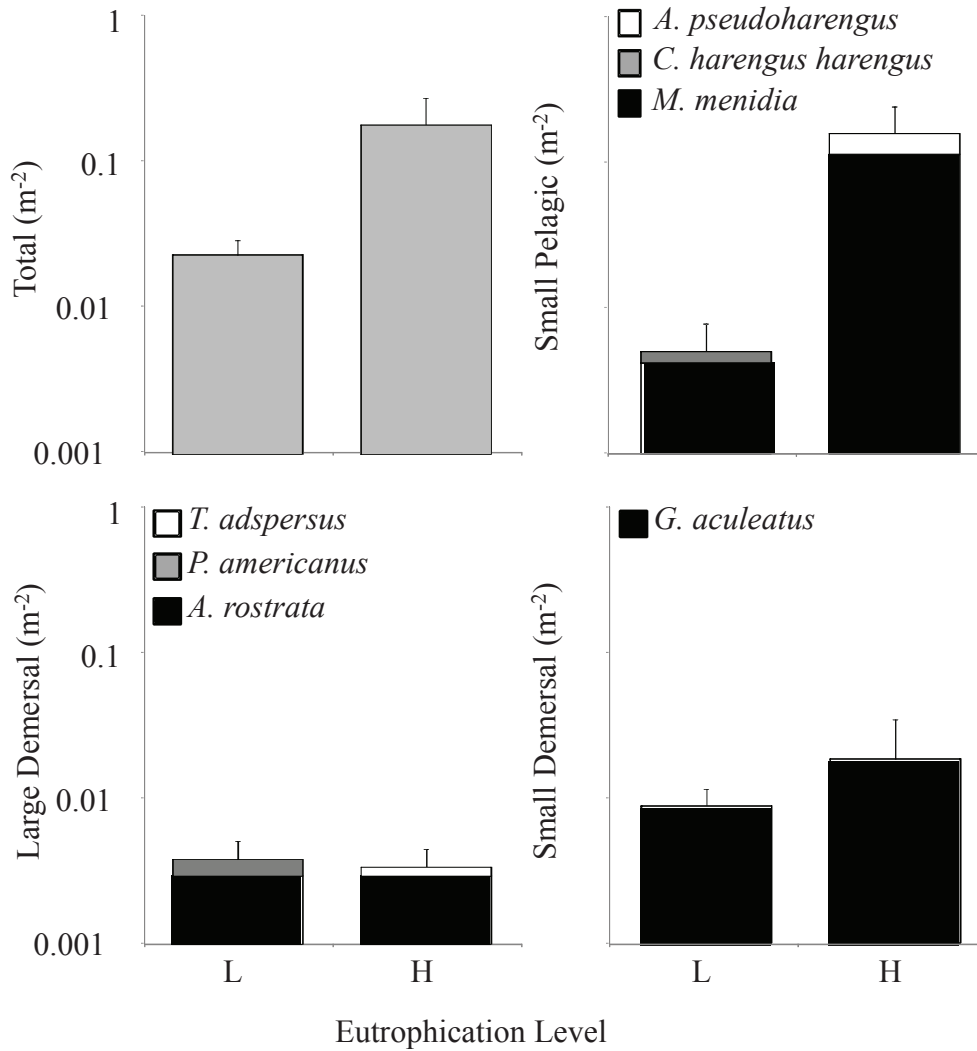 1
0.1
0.01
0.001
Total (m-2)
A. pseudoharengus
C. harengus harengus
M. menidia
Small Pelagic (m-2)
1
0.1
0.01
0.001
Large Demersal (m-2)
T. adspersus
P. americanus
A. rostrata
L
H
G. aculeatus
Small Demersal (m-2)
L
H
Eutrophication Level